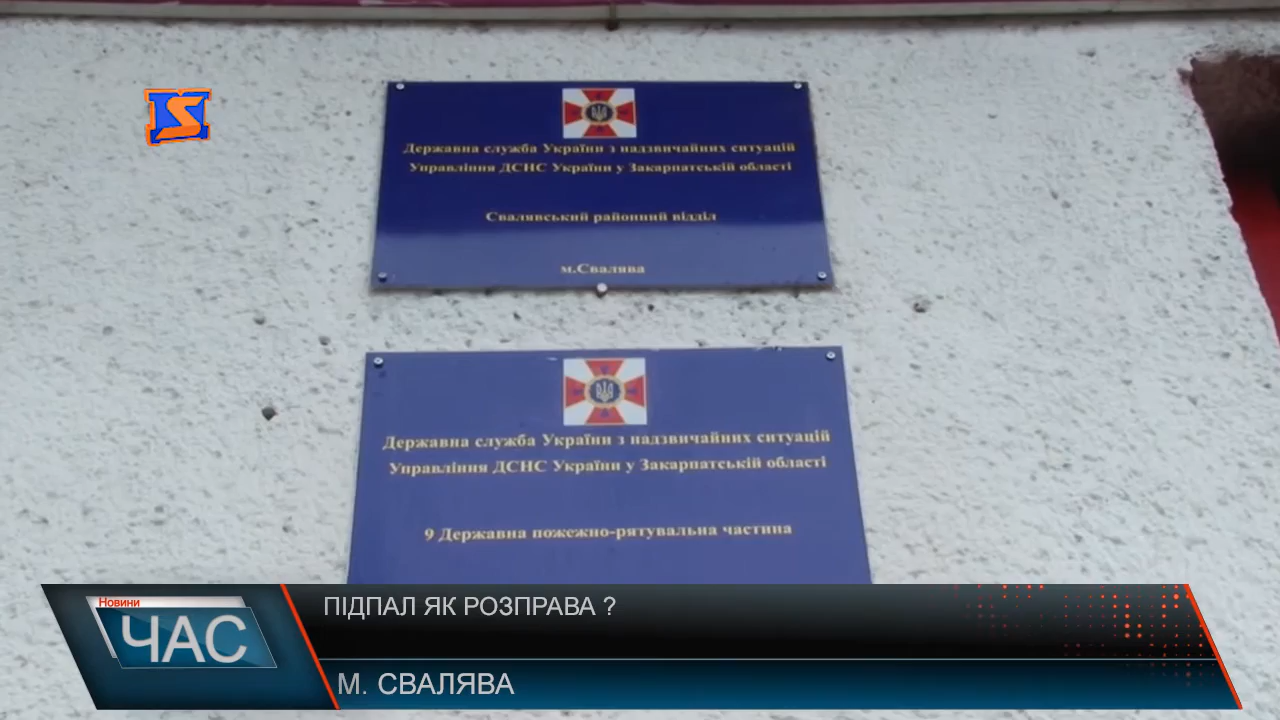 Державна служба України з надзвичайних ситуацій
Управління ДСНС України у Закарпатській області
Свалявський районний відділ
м.Свалява
Державна служба України з надзвичайних ситуацій
Управління ДСНС України у Закарпатській області
9 Державна пожежно-рятувальна частина
Новини
ЧАС
ПІДПАЛ ЯК РОЗПРАВА ?
М. СВАЛЯВА